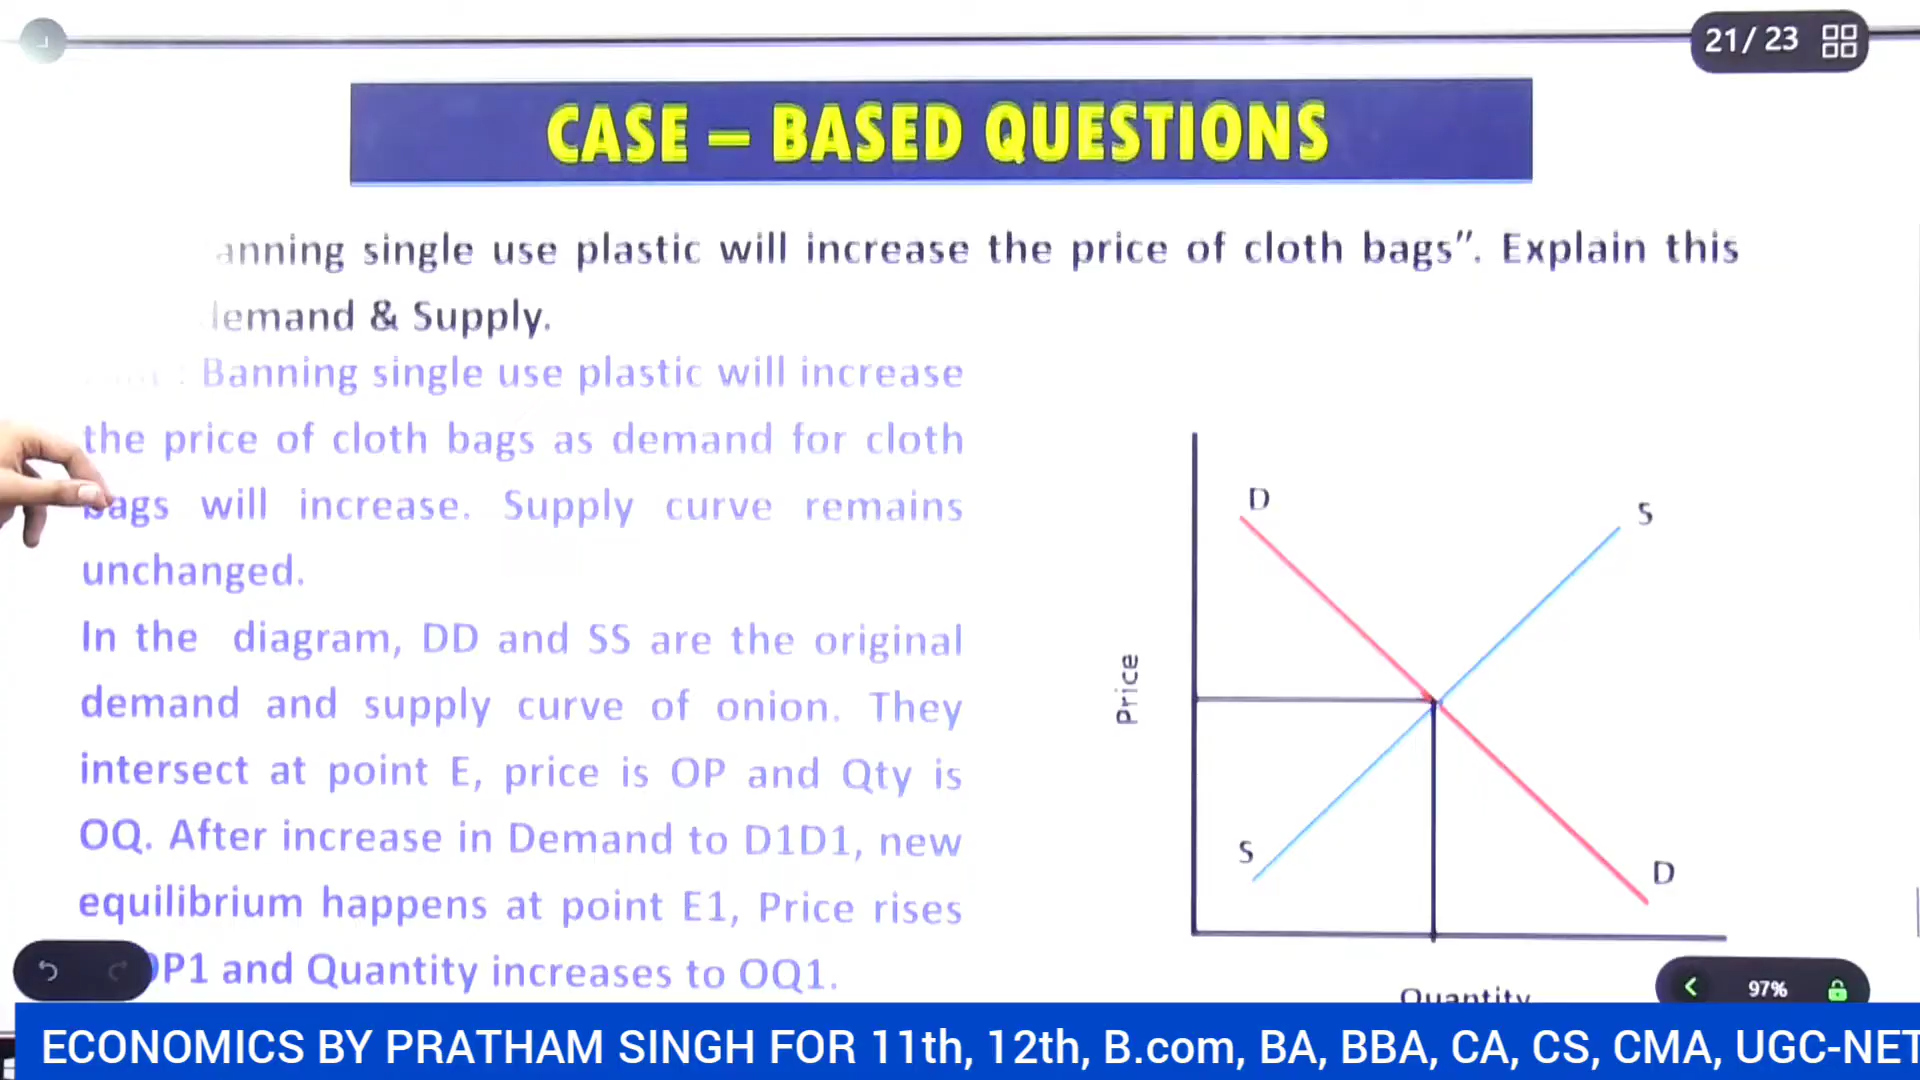 21/ 23
CASE – BASED QUESTIONS
anning single use plastic will increase the price of cloth bags”. Explain this
emand & Supply.
: Banning single use plastic will increase
the price of cloth bags as demand for cloth
bags will increase. Supply curve remains
unchanged.
In the diagram, DD and SS are the original
demand and supply curve of onion. They
intersect at point E, price is OP and Qty is
OQ. After increase in Demand to D1D1, new
equilibrium happens at point E1, Price rises
OP1 and Quantity increases to OQ1.
D
S
Price
S
D
Quantity
97%
ECONOMICS BY PRATHAM SINGH FOR 11th, 12th, B.com, BA, BBA, CA, CS, CMA, UGC-NET